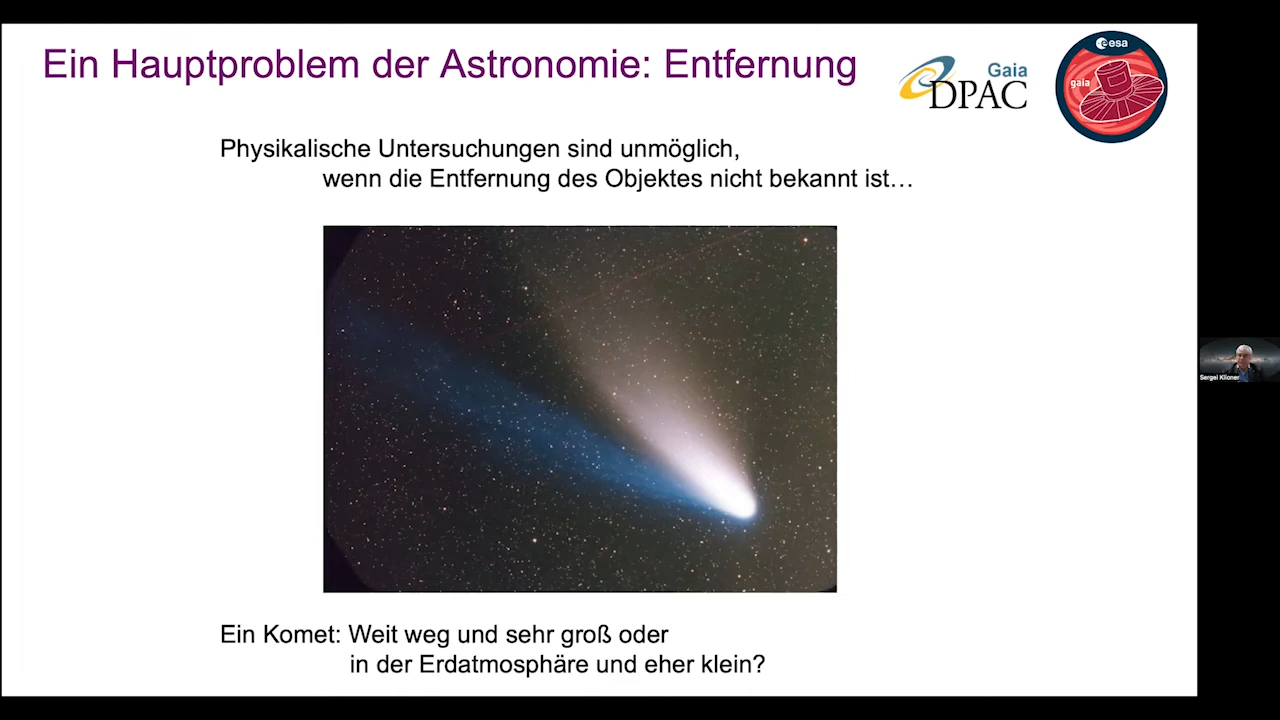 Ein Hauptproblem der Astronomie: Entfernung
Gaia
DPAC
esa
gaia
Physikalische Untersuchungen sind unmöglich,
wenn die Entfernung des Objektes nicht bekannt ist…
Sergei Klioner
Ein Komet: Weit weg und sehr groß oder
in der Erdatmosphäre und eher klein?